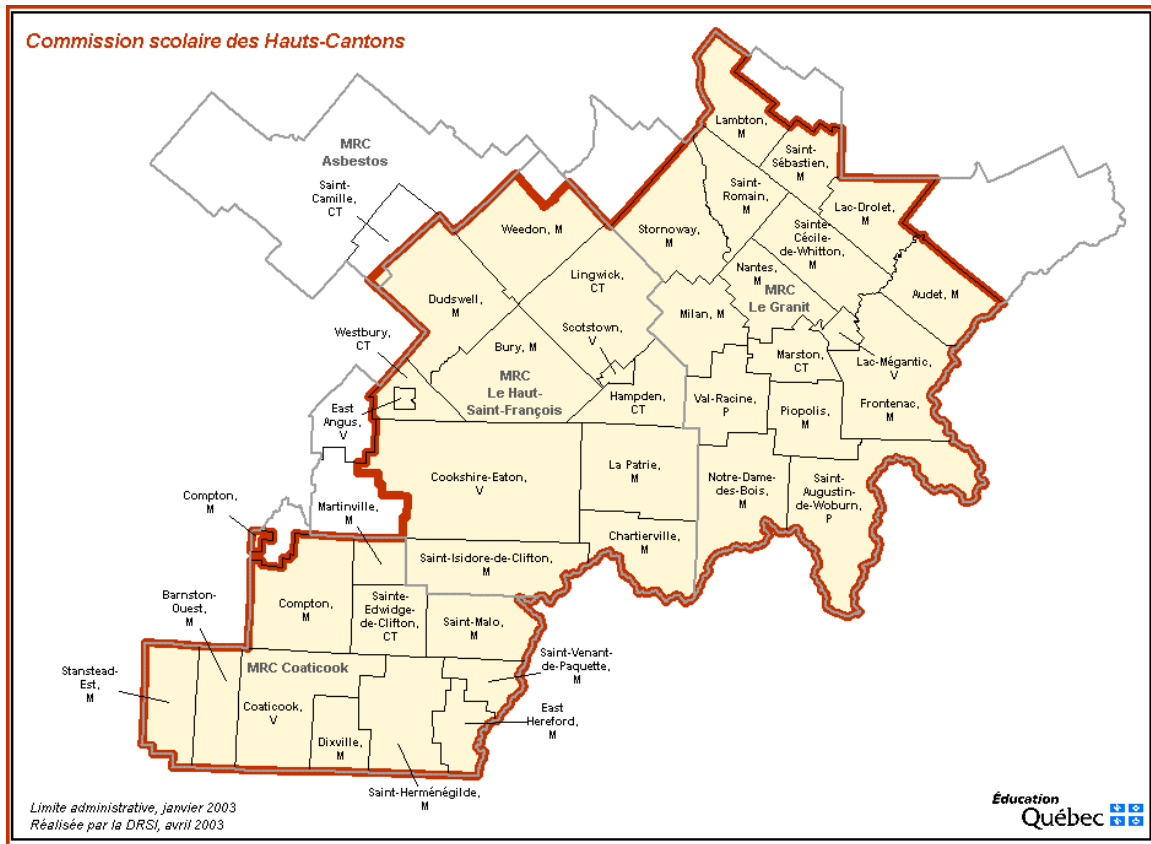 Commission scolaire des Hauts-Cantons
MRC
Asbestos
Saint-
Camille,
CT
Lambton,
M
Saint-
Sébastien,
M
Saint-
Romain,
M
Lac-Drolet,
M
Weedon, M
Stornoway,
M
Sainte-
Cécile-
de-Whitton,
M
Lingwick,
CT
Nantes,
M
MRC
Le Granit
Dudswell,
M
Audet, M
Milan, M
Scotstown,
V
Westbury,
CT
Bury, M
Marston,
CT
Lac-Mégantic,
V
MRC
Le Haut-
Saint-François
Hampden,
CT
Val-Racine,
P
Piopolis,
M
Frontenac,
M
East
Angus,
V
Cookshire-Eaton,
V
La Patrie,
M
Notre-Dame-
des-Bois,
M
Saint-
Augustin-
de-Woburn,
P
Compton,
M
Martinville,
M
Chartierville,
M
Saint-Isidore-de-Clifton,
M
Barnston-
Ouest,
M
Compton,
M
Sainte-
Edwidge-
de-Clifton,
CT
Saint-Malo,
M
Saint-Venant-
de-Paquette,
M
Stanstead-
Est,
M
MRC Coaticook
Coaticook,
V
Dixville,
M
East
Hereford,
M
Saint-Herménégilde,
M
Limite administrative, janvier 2003
Réalisée par la DRSI, avril 2003
Éducation
Québec